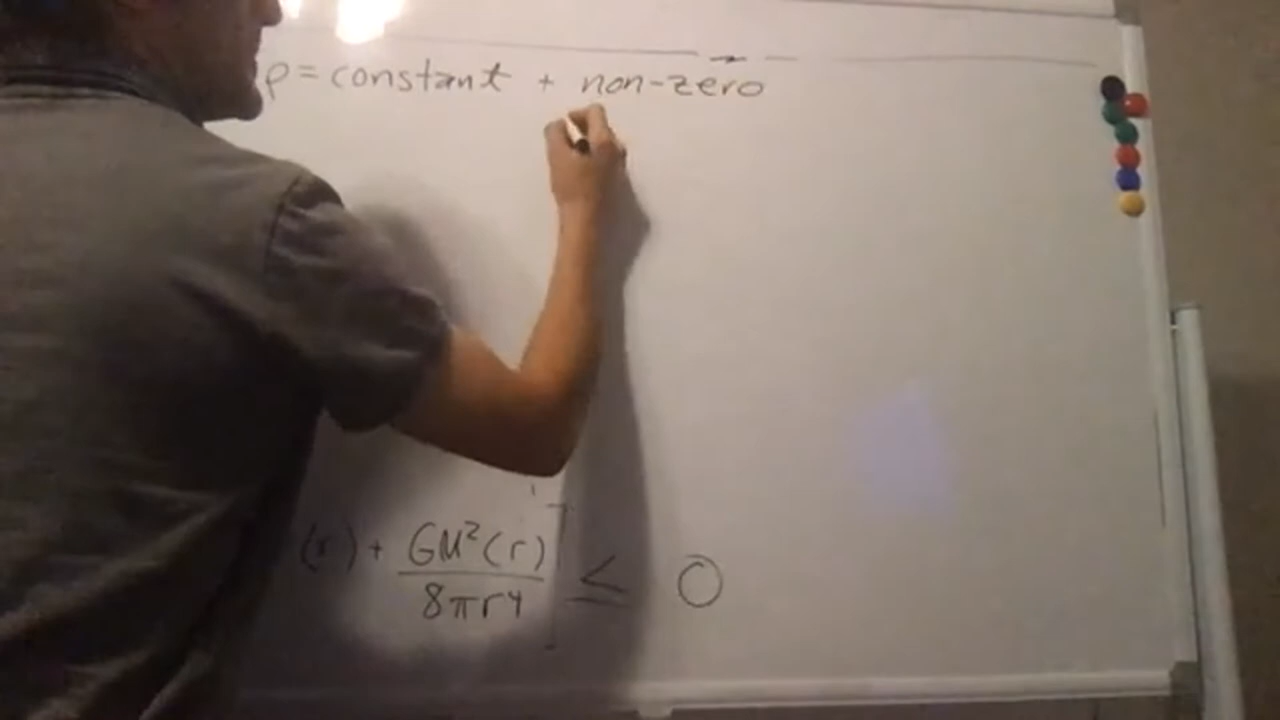 ρ = constant + non-zero
(r) + GM²(r) / 8πr⁴ ] ≤ 0